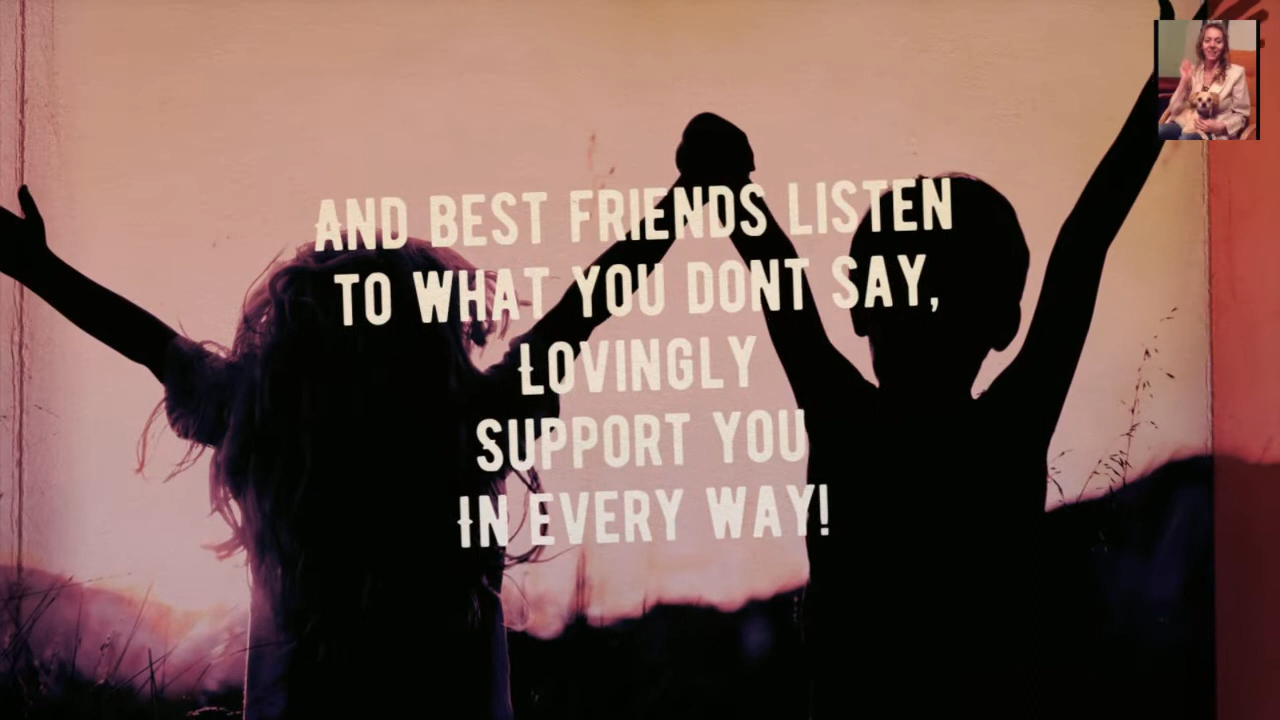 AND BEST FRIENDS LISTEN
TO WHAT YOU DONT SAY,
LOVINGLY
SUPPORT YOU
IN EVERY WAY!